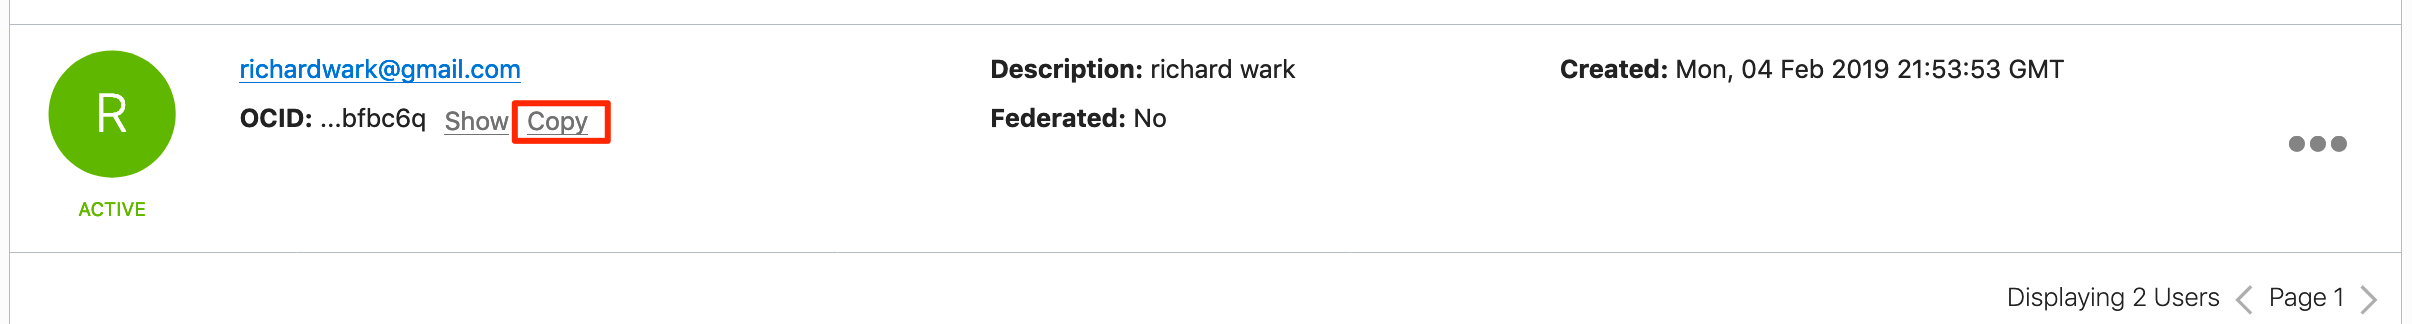 R
ACTIVE
richardwark@gmail.com
OCID: ...bfbc6q Show Copy
Description: richard wark
Federated: No
Created: Mon, 04 Feb 2019 21:53:53 GMT
Displaying 2 Users Page 1